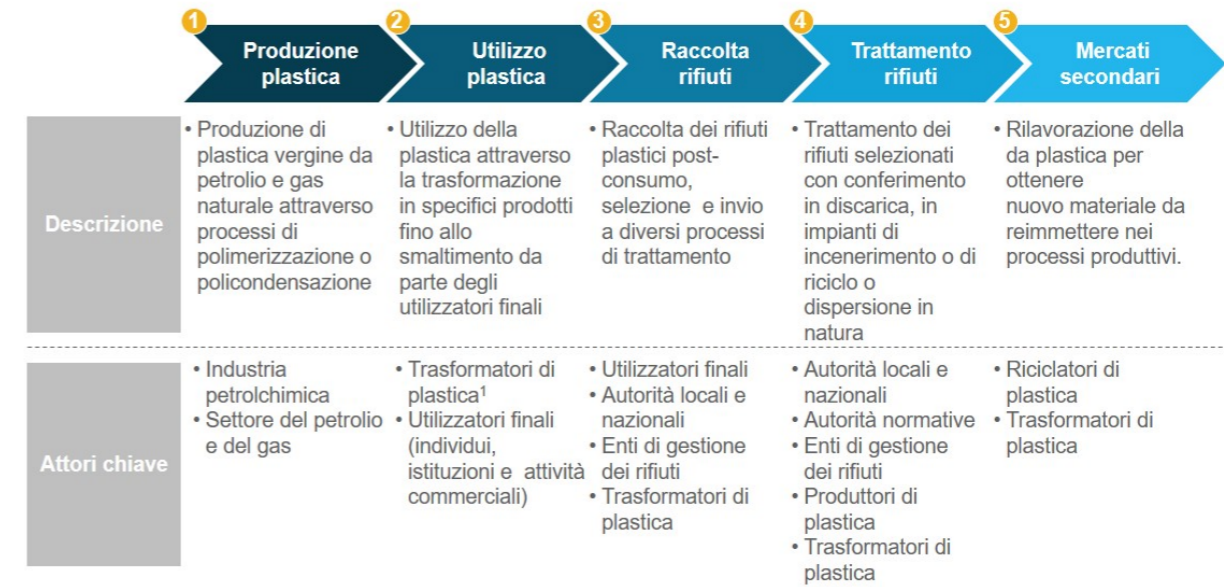 1
Produzione
plastica
2
Utilizzo
plastica
3
Raccolta
rifiuti
4
Trattamento
rifiuti
5
Mercati
secondari
Descrizione
• Produzione di
plastica vergine da
petrolio e gas
naturale attraverso
processi di
polimerizzazione o
policondensazione
• Utilizzo della
plastica attraverso
la trasformazione
in specifici prodotti
fino allo
smaltimento da
parte degli
utilizzatori finali
• Raccolta dei rifiuti
plastici post-
consumo,
selezione e invio
a diversi processi
di trattamento
• Trattamento dei
rifiuti selezionati
con conferimento
in discarica, in
impianti di
incenerimento o di
riciclo o
dispersione in
natura
• Rilavorazione della
da plastica per
ottenere
nuovo materiale da
reimmettere nei
processi produttivi.
Attori chiave
• Industria
petrolchimica
• Settore del petrolio
e del gas
• Trasformatori di
plastica¹
• Utilizzatori finali
(individui,
istituzioni e attività
commerciali)
• Utilizzatori finali
• Autorità locali e
nazionali
• Enti di gestione
dei rifiuti
• Trasformatori di
plastica
• Autorità locali e
nazionali
• Autorità normative
• Enti di gestione
dei rifiuti
• Produttori di
plastica
• Trasformatori di
plastica
• Riciclatori di
plastica
• Trasformatori di
plastica